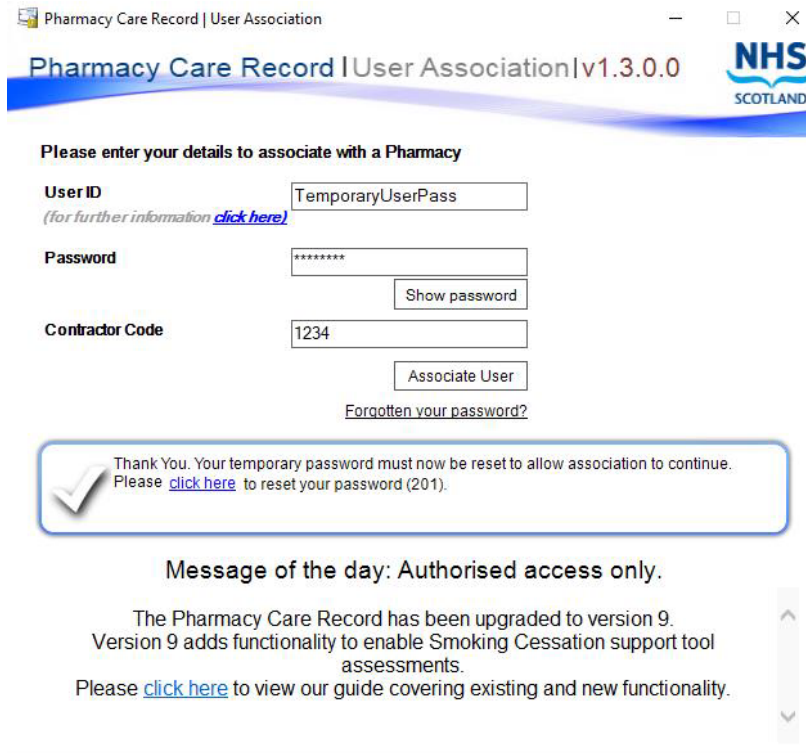 Pharmacy Care Record | User Association
Pharmacy Care Record | User Association|v1.3.0.0
NHS
SCOTLAND
Please enter your details to associate with a Pharmacy
User ID
TemporaryUserPass
(for further information click here)
Password
********
Show password
Contractor Code
1234
Associate User
Forgotten your password?
Thank You. Your temporary password must now be reset to allow association to continue.
Please click here to reset your password (201).
Message of the day: Authorised access only.
The Pharmacy Care Record has been upgraded to version 9.
Version 9 adds functionality to enable Smoking Cessation support tool
assessments.
Please click here to view our guide covering existing and new functionality.